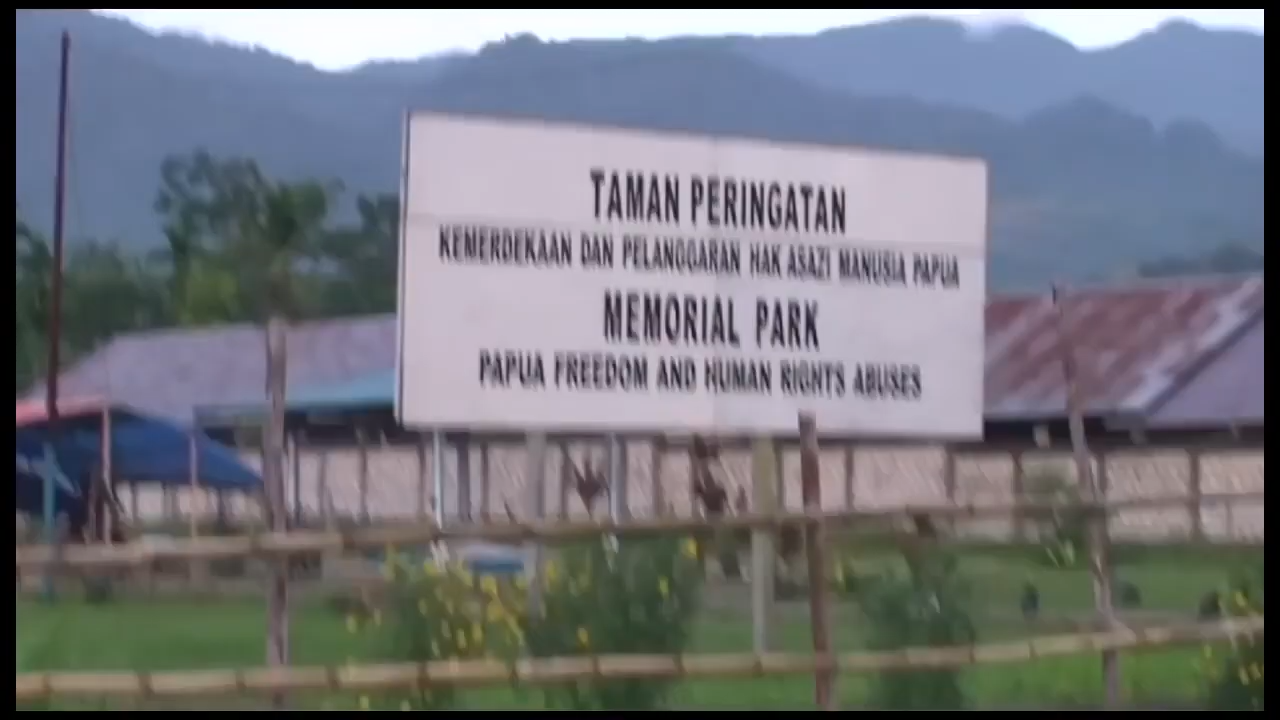 TAMAN PERINGATAN
KEMERDEKAAN DAN PELANGGARAN HAK ASAZI MANUSIA PAPUA
MEMORIAL PARK
PAPUA FREEDOM AND HUMAN RIGHTS ABUSES